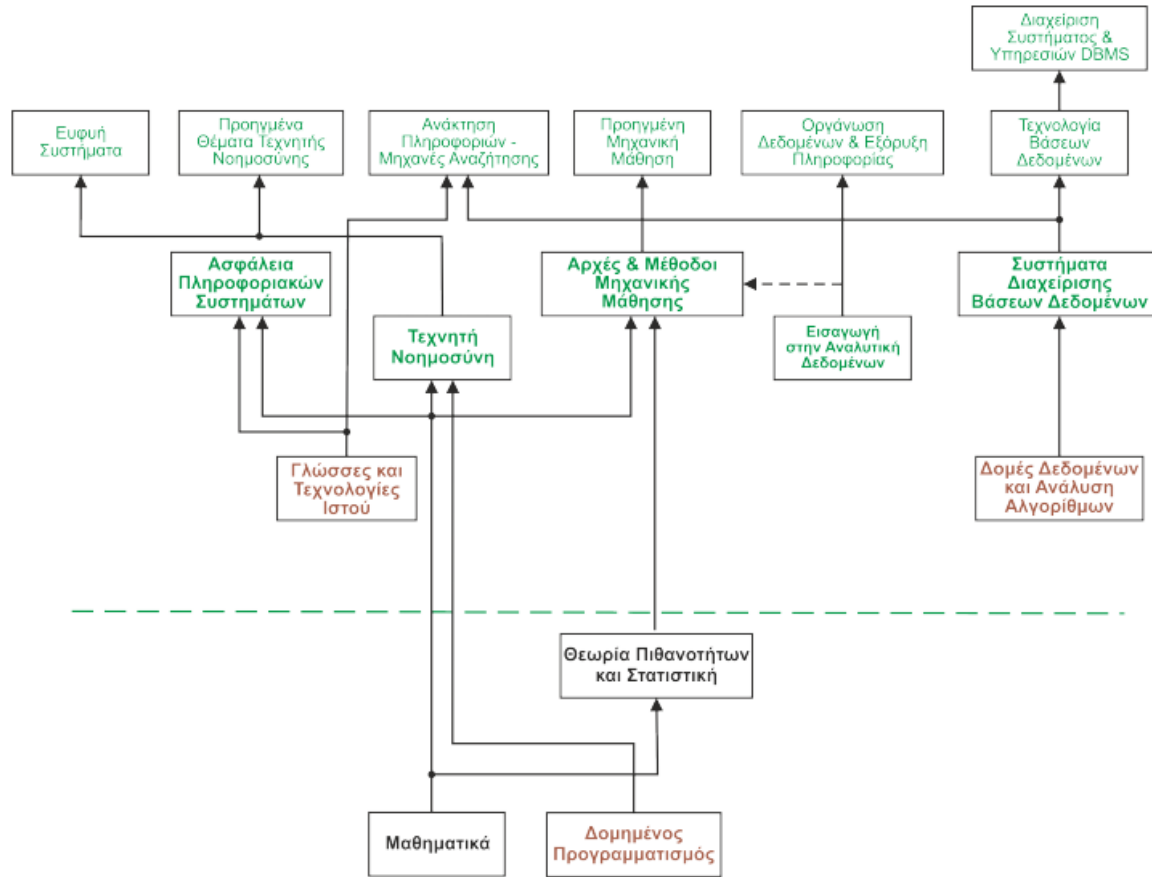 Διαχείριση
Συστήματος &
Υπηρεσιών DBMS
Ευφυή
Συστήματα
Προηγμένα
Θέματα Τεχνητής
Νοημοσύνης
Ανάκτηση
Πληροφοριών -
Μηχανές Αναζήτησης
Προηγμένη
Μηχανική
Μάθηση
Οργάνωση
Δεδομένων & Εξόρυξη
Πληροφορίας
Τεχνολογία
Βάσεων
Δεδομένων
Ασφάλεια
Πληροφοριακών
Συστημάτων
Αρχές & Μέθοδοι
Μηχανικής
Μάθησης
Συστήματα
Διαχείρισης
Βάσεων Δεδομένων
Τεχνητή
Νοημοσύνη
Εισαγωγή
στην Αναλυτική
Δεδομένων
Γλώσσες και
Τεχνολογίες
Ιστού
Δομές Δεδομένων
και Ανάλυση
Αλγορίθμων
Θεωρία Πιθανοτήτων
και Στατιστική
Μαθηματικά
Δομημένος
Προγραμματισμός